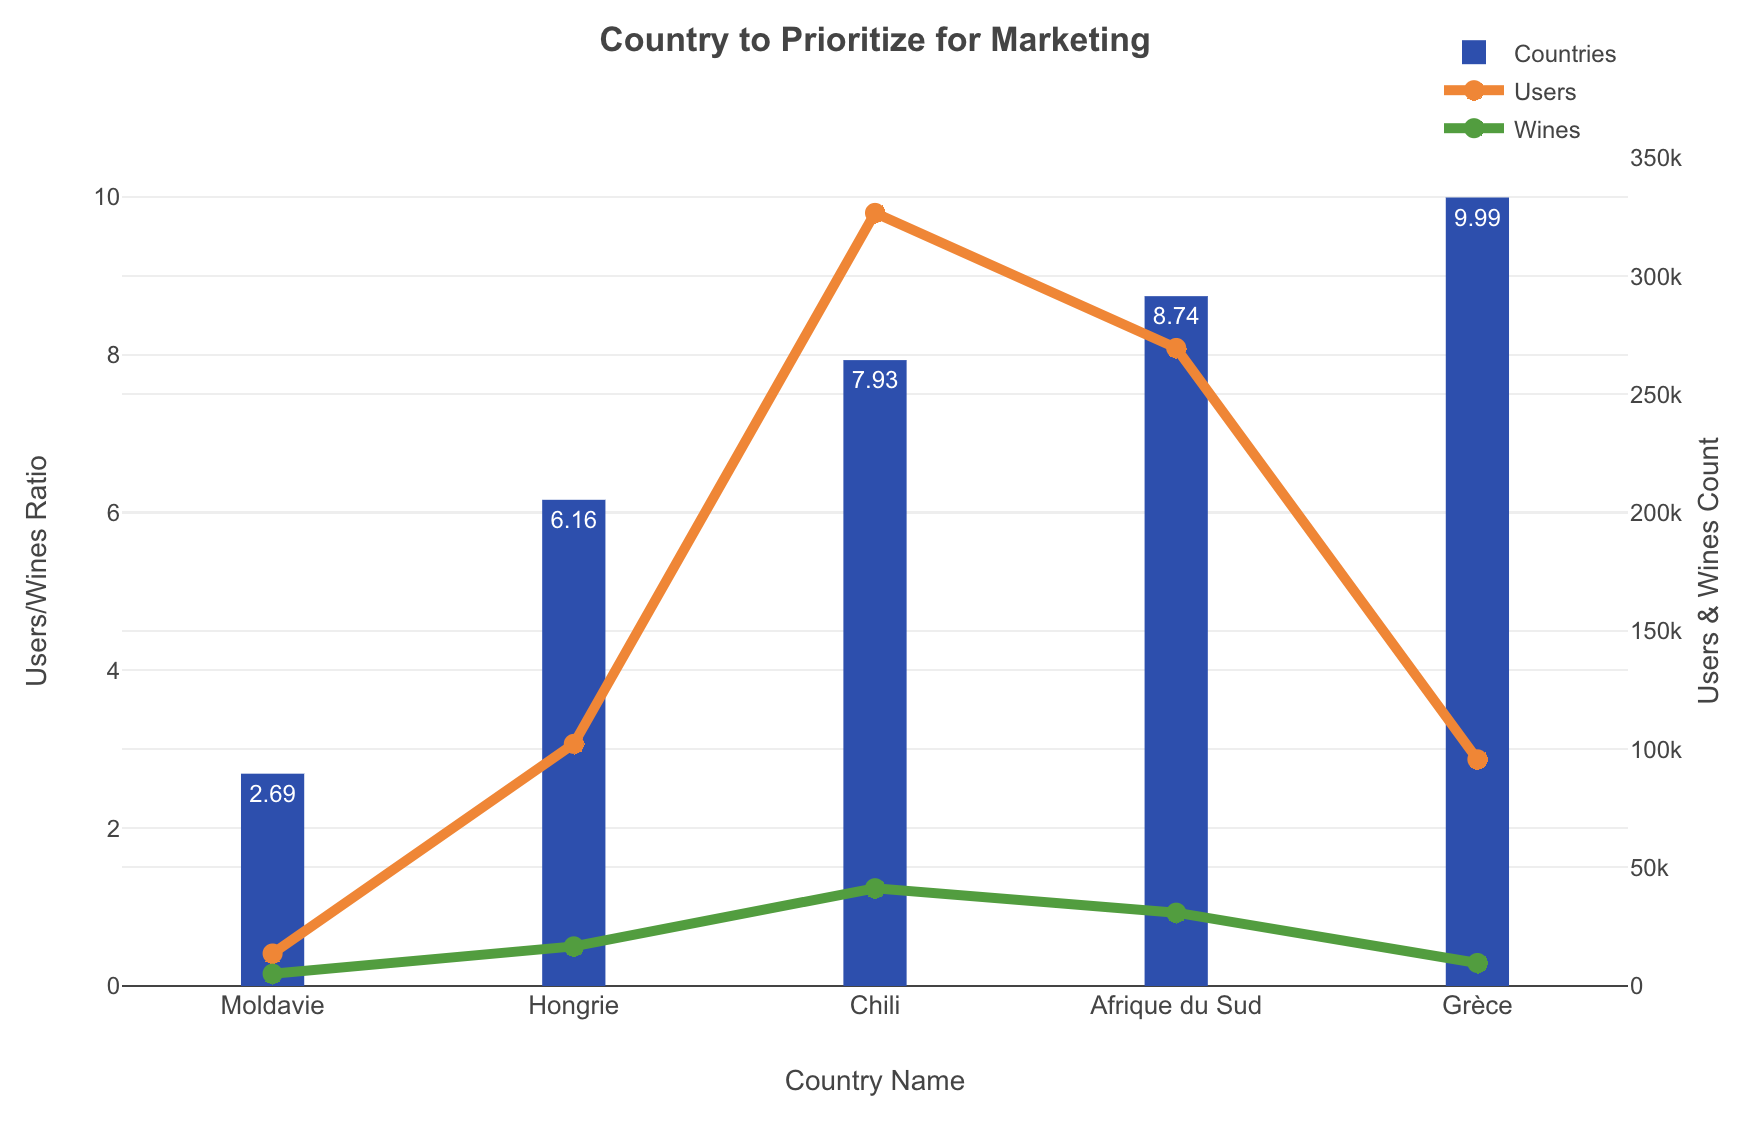 Country to Prioritize for Marketing
Countries
Users
Wines
350k
10
9.99
300k
8.74
8
7.93
250k
6.16
6
200k
Users/Wines Ratio
Users & Wines Count
150k
4
100k
2.69
2
50k
0
0
Moldavie
Hongrie
Chili
Afrique du Sud
Grèce
Country Name